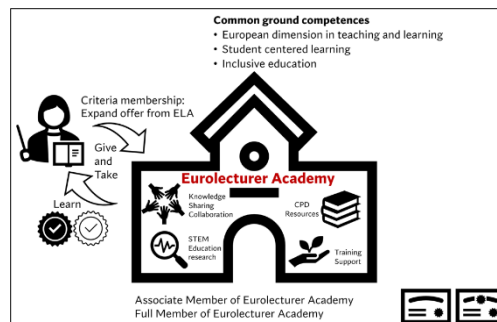 Common ground competences
• European dimension in teaching and learning
• Student centered learning
• Inclusive education
Criteria membership:
Expand offer from ELA
Give
and
Take
Learn
Eurolecturer Academy
Knowledge
Sharing
Collaboration
CPD
Resources
STEM
Education
research
Training
Support
Associate Member of Eurolecturer Academy
Full Member of Eurolecturer Academy